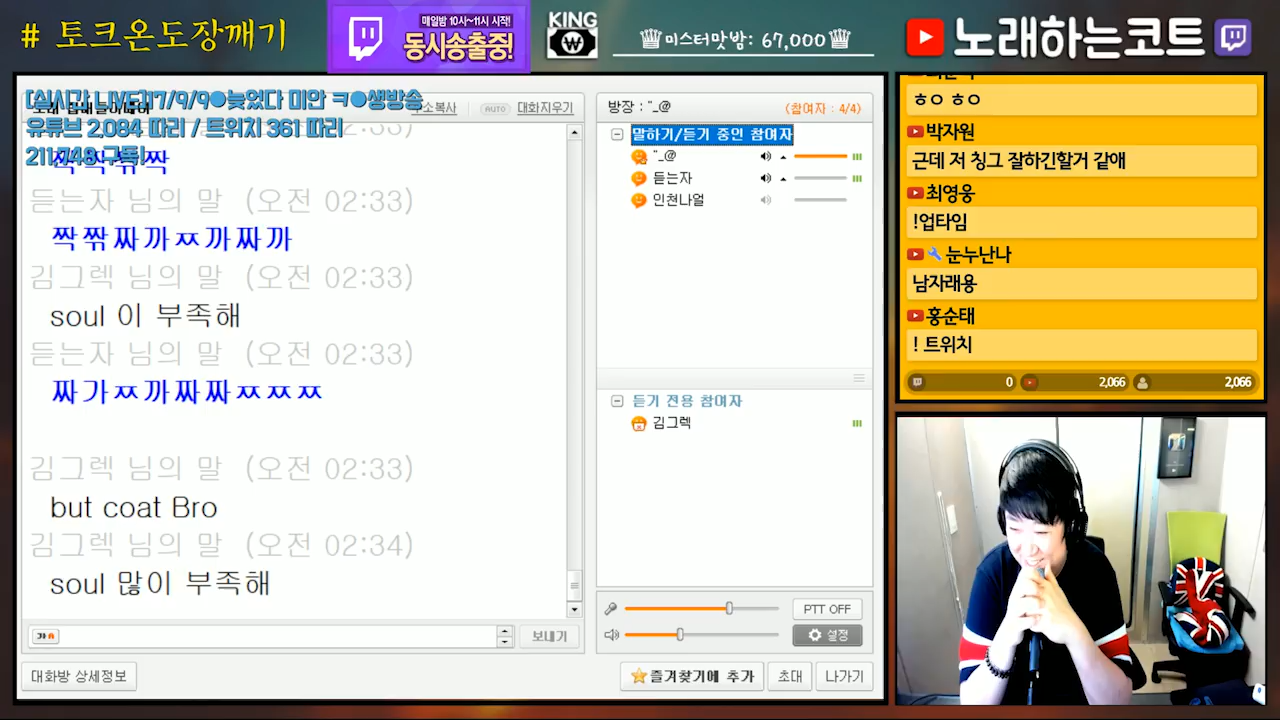 # 토크온도장깨기
매일밤 10시~11시 시작!
동시송출중!
KING
₩
미스터맛밤: 67,000
노래하는코트
[실시간 LIVE]17/9/9●늦었다 미안 ㅋ●생방송
유튜브 2,084 따리 / 트위치 361 따리
211,748 구독!
주소복사
AUTO
대화지우기
듣는자 님의 말 (오전 02:33)
짝짞짜까ㅉ까짜까
김그렉 님의 말 (오전 02:33)
soul 이 부족해
듣는자 님의 말 (오전 02:33)
짜가ㅉ까짜짜ㅉㅉㅉ
김그렉 님의 말 (오전 02:33)
but coat Bro
김그렉 님의 말 (오전 02:34)
soul 많이 부족해
가가
보내기
대화방 상세정보
방장 : “_@
(참여자 : 4/4)
말하기/듣기 중인 참여자
“_@
듣는자
인천나얼
듣기 전용 참여자
김그렉
PTT OFF
설정
즐겨찾기에 추가
초대
나가기
ㅎㅇ ㅎㅇ
박자원
근데 저 칭그 잘하긴할거 같애
최영웅
!업타임
눈누난나
남자래용
홍순태
! 트위치
0
2,066
2,066